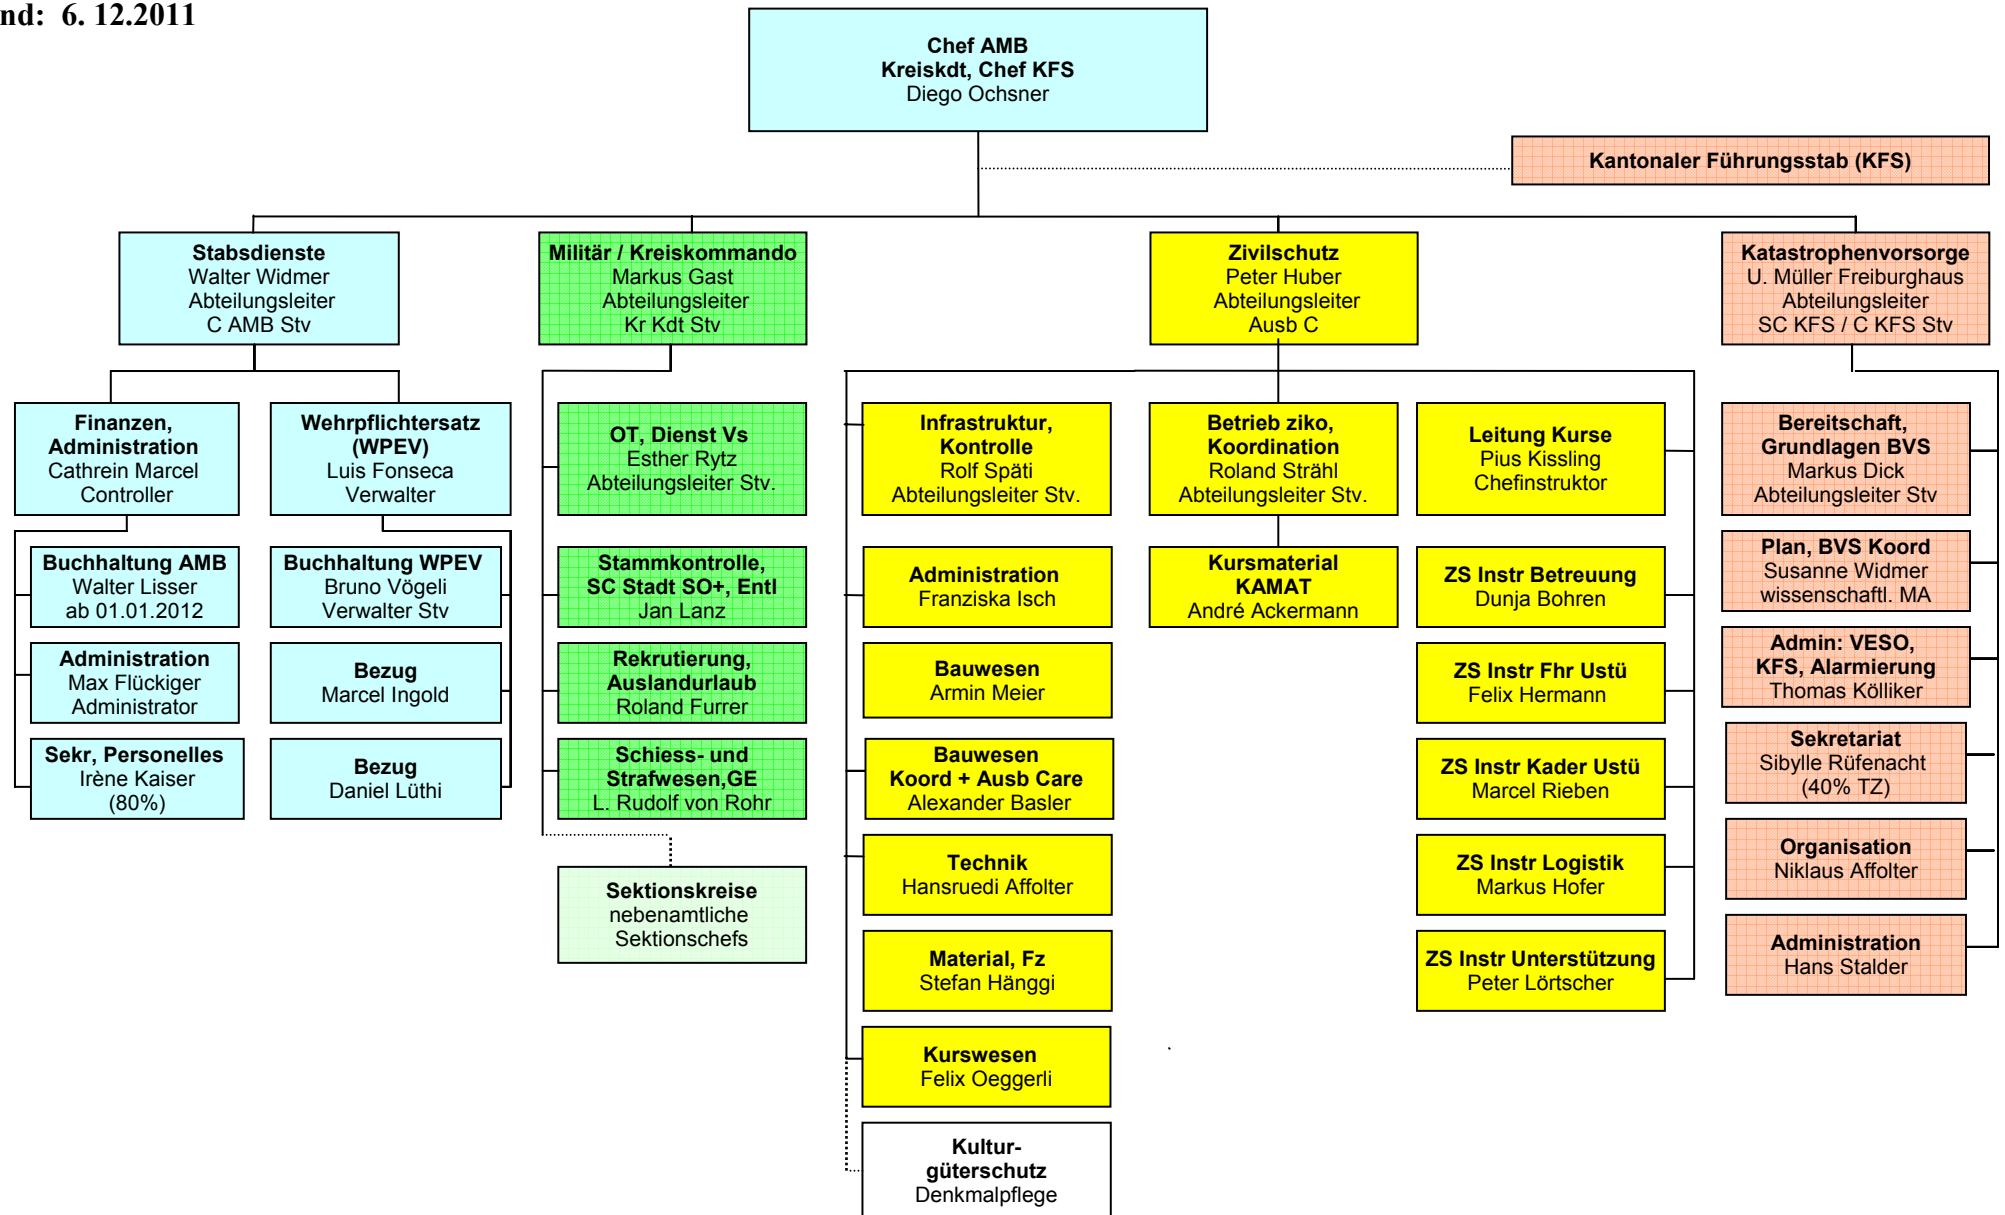 nd: 6. 12.2011
Chef AMB
Kreiskdt, Chef KFS
Diego Ochsner
Kantonaler Führungsstab (KFS)
Stabsdienste
Walter Widmer
Abteilungsleiter
C AMB Stv
Militär / Kreiskommando
Markus Gast
Abteilungsleiter
Kr Kdt Stv
Zivilschutz
Peter Huber
Abteilungsleiter
Ausb C
Katastrophenvorsorge
U. Müller Freiburghaus
Abteilungsleiter
SC KFS / C KFS Stv
Finanzen,
Administration
Cathrein Marcel
Controller
Wehrpflichtersatz
(WPEV)
Luis Fonseca
Verwalter
OT, Dienst Vs
Esther Rytz
Abteilungsleiter Stv.
Infrastruktur,
Kontrolle
Rolf Späti
Abteilungsleiter Stv.
Betrieb ziko,
Koordination
Roland Strähl
Abteilungsleiter Stv.
Leitung Kurse
Pius Kissling
Chefinstruktor
Bereitschaft,
Grundlagen BVS
Markus Dick
Abteilungsleiter Stv
Buchhaltung AMB
Walter Lisser
ab 01.01.2012
Buchhaltung WPEV
Bruno Vögeli
Verwalter Stv
Stammkontrolle,
SC Stadt SO+, Entl
Jan Lanz
Administration
Franziska Isch
Kursmaterial
KAMAT
André Ackermann
ZS Instr Betreuung
Dunja Bohren
Plan, BVS Koord
Susanne Widmer
wissenschaftl. MA
Administration
Max Flückiger
Administrator
Bezug
Marcel Ingold
Rekrutierung,
Auslandurlaub
Roland Furrer
Bauwesen
Armin Meier
ZS Instr Fhr Ustü
Felix Hermann
Admin: VESO,
KFS, Alarmierung
Thomas Kölliker
Sekr, Personelles
Irène Kaiser
(80%)
Bezug
Daniel Lüthi
Schiess- und
Strafwesen,GE
L. Rudolf von Rohr
Bauwesen
Koord + Ausb Care
Alexander Basler
ZS Instr Kader Ustü
Marcel Rieben
Sekretariat
Sibylle Rüfenacht
(40% TZ)
Sektionskreise
nebenamtliche
Sektionschefs
Technik
Hansruedi Affolter
ZS Instr Logistik
Markus Hofer
Organisation
Niklaus Affolter
Material, Fz
Stefan Hänggi
ZS Instr Unterstützung
Peter Lörtscher
Administration
Hans Stalder
Kurswesen
Felix Oeggerli
Kultur-
güterschutz
Denkmalpflege